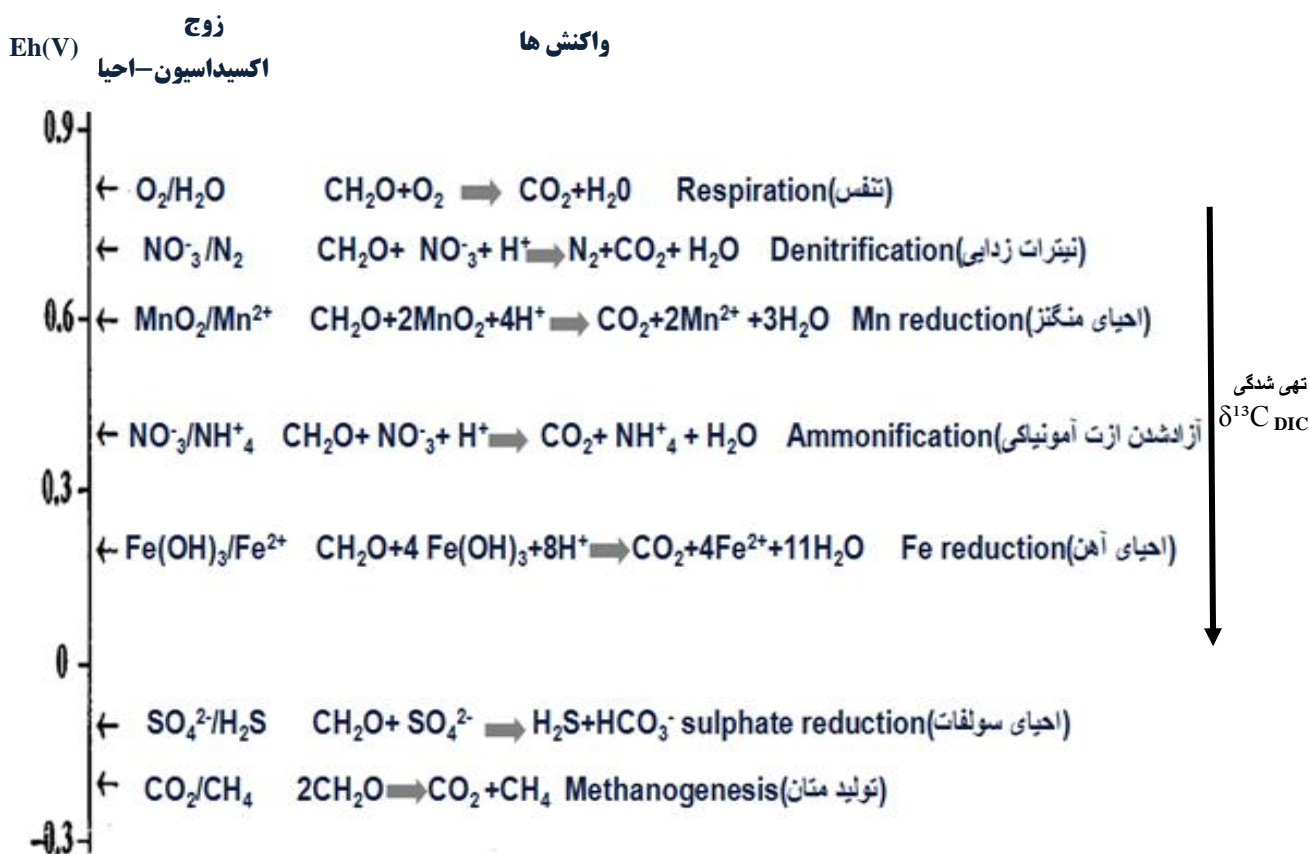 Eh(V)
زوج
اکسیداسیون–احیا
واکنش ها
0.9
O₂/H₂O CH₂O+O₂ ➡ CO₂+H₂0 Respiration(تنفس)
NO⁻₃/N₂ CH₂O+ NO⁻₃+ H⁺➡N₂+CO₂+ H₂O Denitrification(نیترات زدایی)
0.6 MnO₂/Mn²⁺ CH₂O+2MnO₂+4H⁺ ➡ CO₂+2Mn²⁺ +3H₂O Mn reduction(احیای منگنز)
تهی شدگی
δ¹³C DIC
NO⁻₃/NH⁺₄ CH₂O+ NO⁻₃+ H⁺➡ CO₂+ NH⁺₄ + H₂O Ammonification(آزادشدن ازت آمونیاکی
0.3
Fe(OH)₃/Fe²⁺ CH₂O+4 Fe(OH)₃+8H⁺➡CO₂+4Fe²⁺+11H₂O Fe reduction(احیای آهن)
0
SO₄²⁻/H₂S CH₂O+ SO₄²⁻ ➡ H₂S+HCO₃⁻ sulphate reduction(احیای سولفات)
CO₂/CH₄ 2CH₂O➡CO₂ +CH₄ Methanogenesis(تولید متان)
–0.3